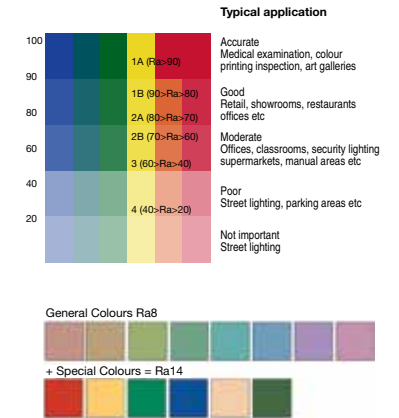 Typical application
100
90
80
60
40
20
1A (Ra>90)
1B (90>Ra>80)
2A (80>Ra>70)
2B (70>Ra>60)
3 (60>Ra>40)
4 (40>Ra>20)
Accurate
Medical examination, colour
printing inspection, art galleries
Good
Retail, showrooms, restaurants
offices etc
Moderate
Offices, classrooms, security lighting
supermarkets, manual areas etc
Poor
Street lighting, parking areas etc
Not important
Street lighting
General Colours Ra8
+ Special Colours = Ra14